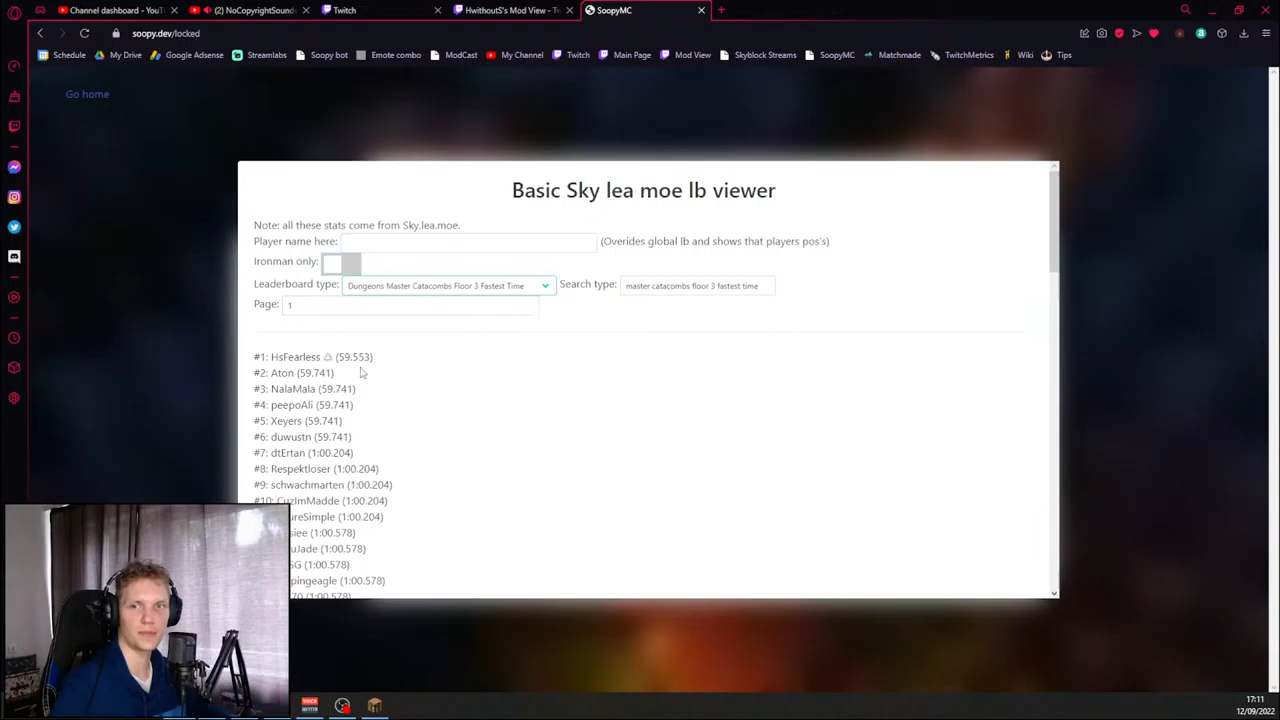 Channel dashboard - YouT
(2) NoCopyrightSound
Twitch
HwithoutS's Mod View - Tw
SoopyMC
soopy.dev/locked
Schedule My Drive Google Adsense Streamlabs Soopy bot Emote combo ModCast My Channel Twitch Main Page Mod View Skyblock Streams SoopyMC Matchmade TwitchMetrics Wiki Tips
Go home
Basic Sky lea moe lb viewer
Note: all these stats come from Sky.lea.moe.
Player name here: (Overides global lb and shows that players pos's)
Ironman only:
Leaderboard type: Dungeons Master Catacombs Floor 3 Fastest Time Search type: master catacombs floor 3 fastest time
Page: 1
#1: HsFearless ♲ (59.553)
#2: Aton (59.741)
#3: NalaMala (59.741)
#4: peepoAli (59.741)
#5: Xeyers (59.741)
#6: duwustn (59.741)
#7: dtErtan (1:00.204)
#8: Respektloser (1:00.204)
#9: schwachmarten (1:00.204)
#10: CuzImMadde (1:00.204)
ureSimple (1:00.204)
siee (1:00.578)
uJade (1:00.578)
SG (1:00.578)
pingeagle (1:00.578)
70 (1:00.578)
17:11
12/09/2022